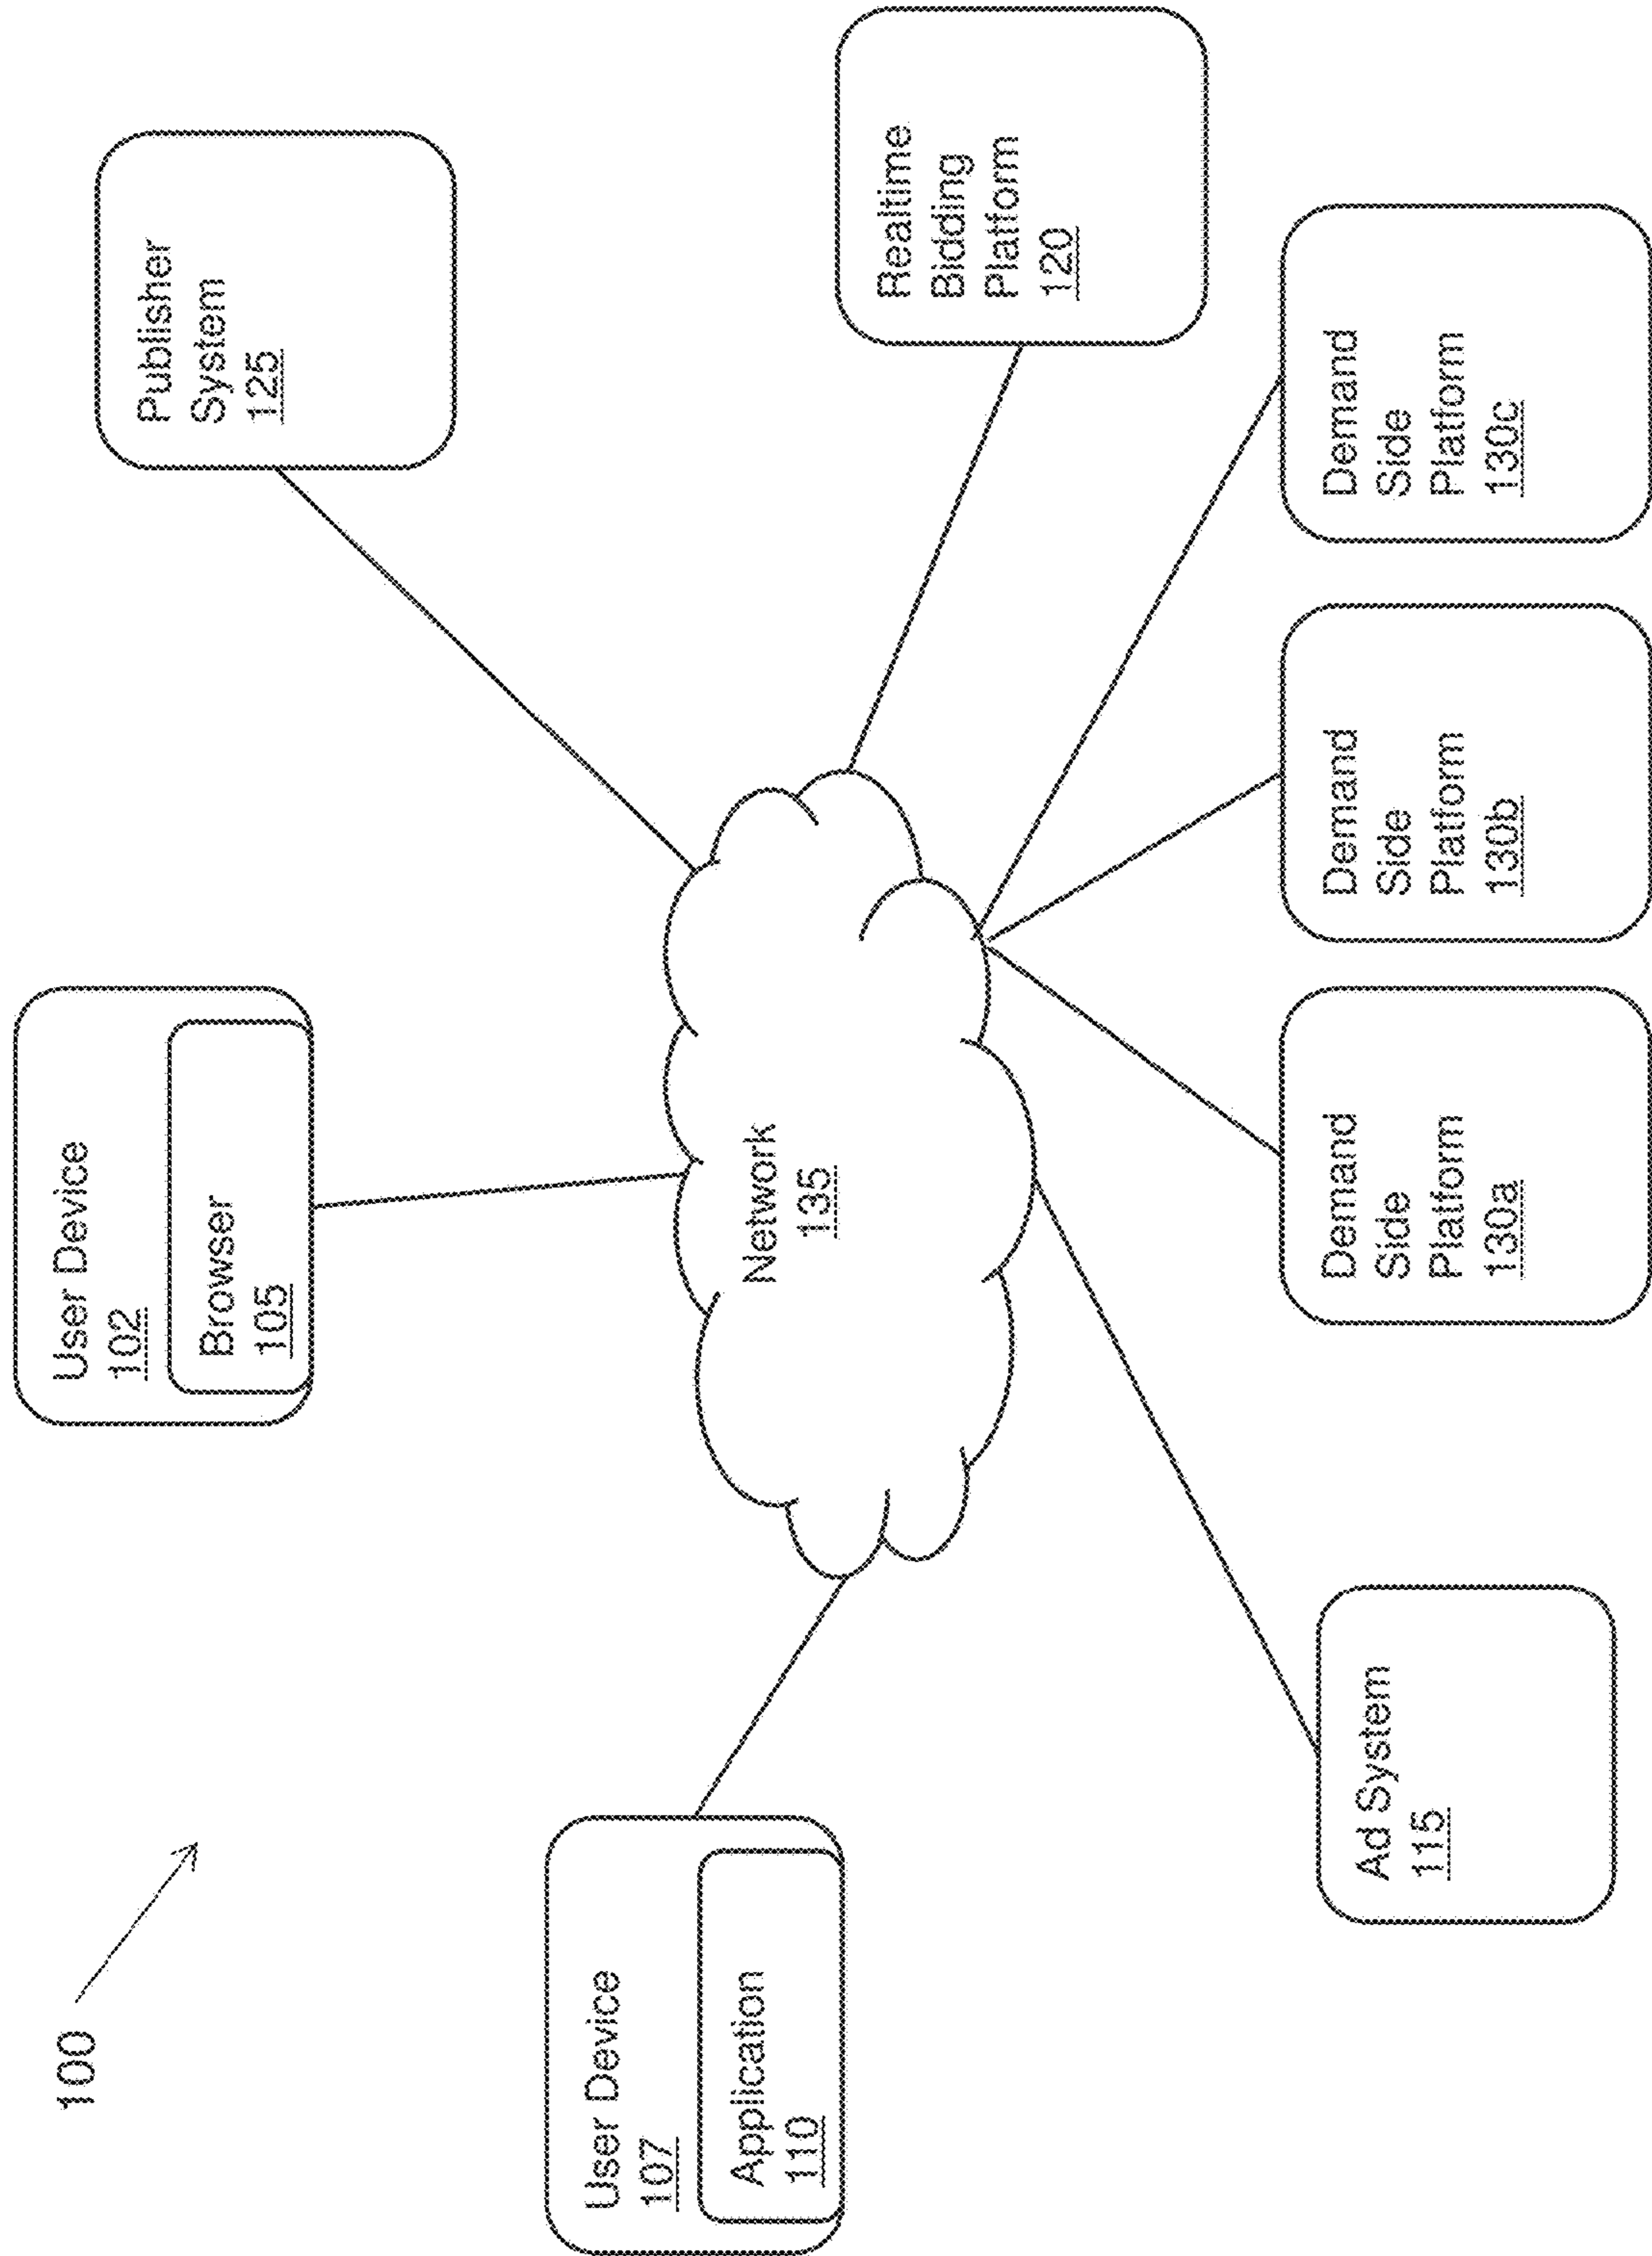 100
User Device
102
Browser
105
Publisher
System
125
User Device
107
Application
110
Network
135
Realtime
Bidding
Platform
120
Ad System
115
Demand
Side
Platform
130a
Demand
Side
Platform
130b
Demand
Side
Platform
130c